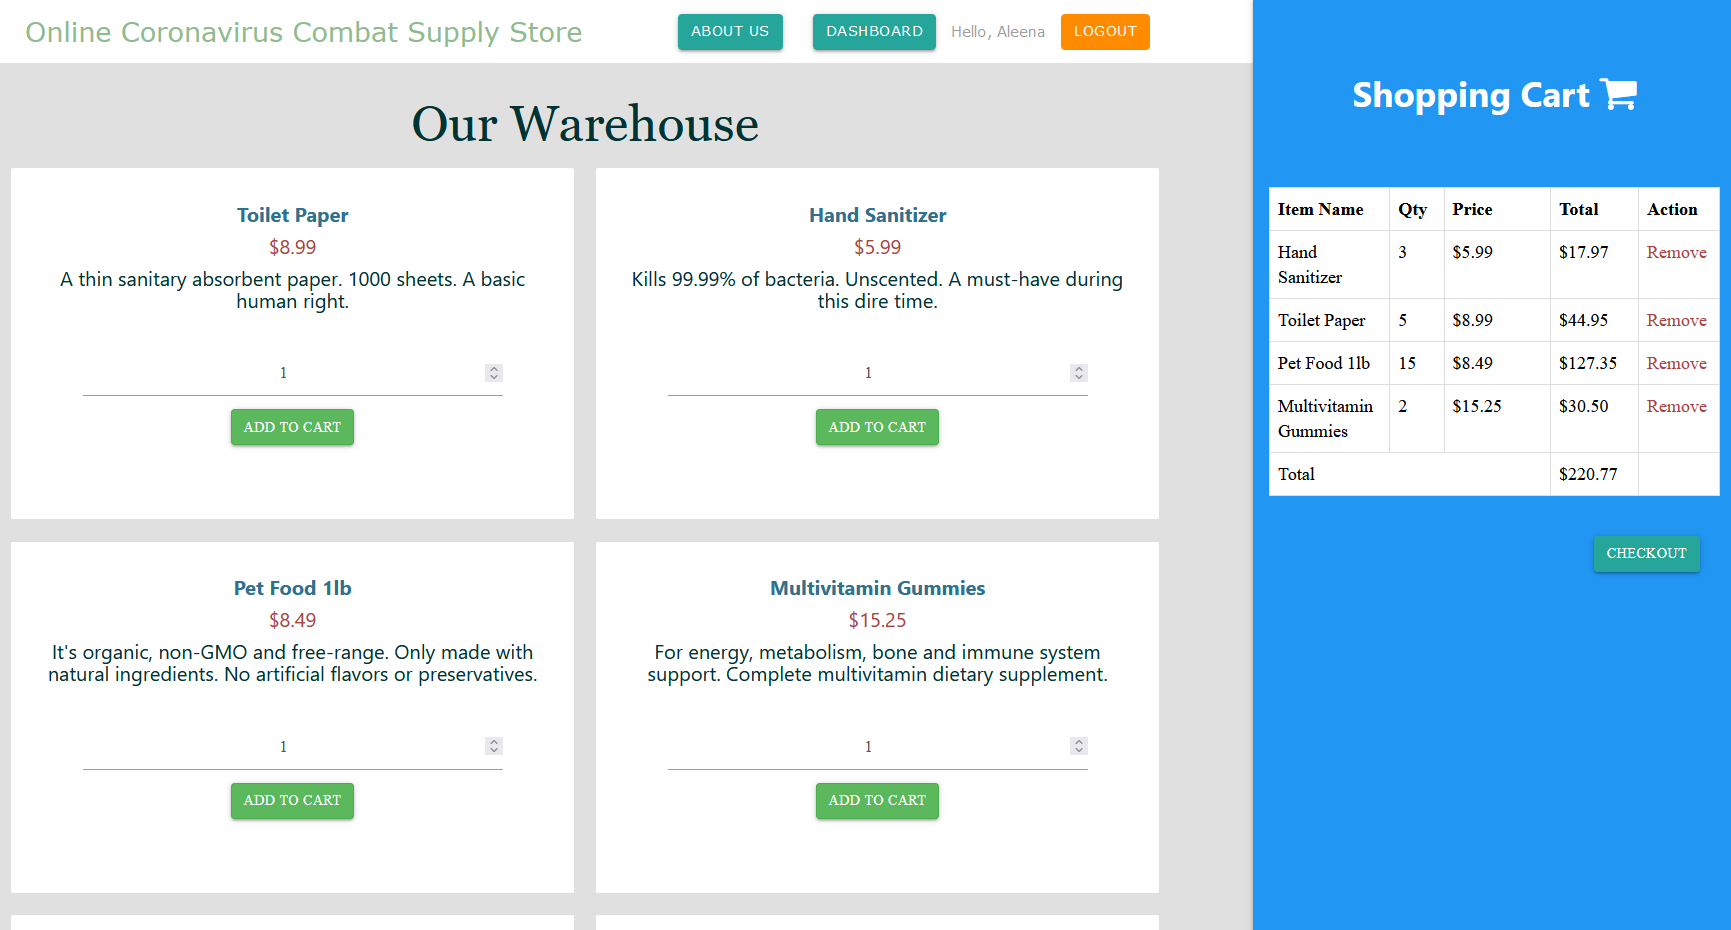 Online Coronavirus Combat Supply Store
ABOUT US
DASHBOARD
Hello, Aleena
LOGOUT
Our Warehouse
Toilet Paper
$8.99
A thin sanitary absorbent paper. 1000 sheets. A basic
human right.
1
ADD TO CART
Hand Sanitizer
$5.99
Kills 99.99% of bacteria. Unscented. A must-have during
this dire time.
1
ADD TO CART
Pet Food 1lb
$8.49
It's organic, non-GMO and free-range. Only made with
natural ingredients. No artificial flavors or preservatives.
1
ADD TO CART
Multivitamin Gummies
$15.25
For energy, metabolism, bone and immune system
support. Complete multivitamin dietary supplement.
1
ADD TO CART
Shopping Cart
Item Name Qty Price Total Action
Hand
Sanitizer 3 $5.99 $17.97 Remove
Toilet Paper 5 $8.99 $44.95 Remove
Pet Food 1lb 15 $8.49 $127.35 Remove
Multivitamin
Gummies 2 $15.25 $30.50 Remove
Total $220.77
CHECKOUT